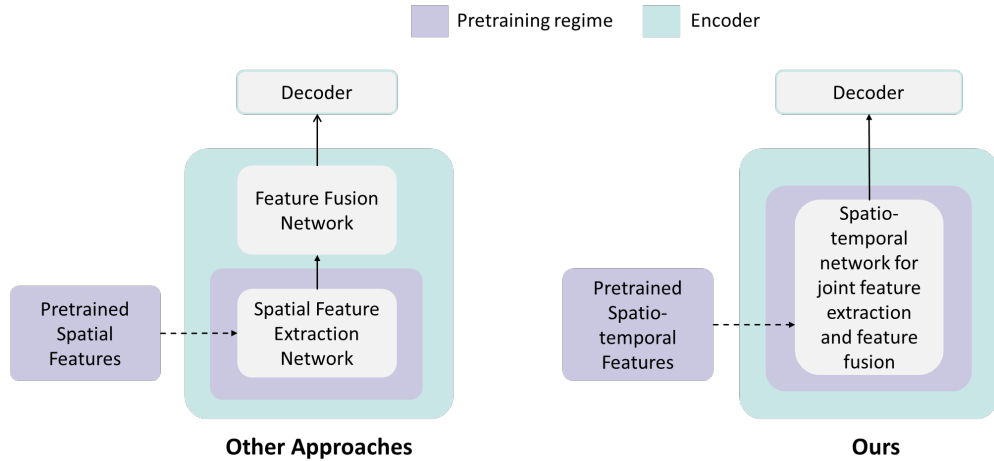 Pretraining regime
Encoder
Decoder
Feature Fusion
Network
Spatial Feature
Extraction
Network
Pretrained
Spatial
Features
Other Approaches
Decoder
Spatio-
temporal
network for
joint feature
extraction
and feature
fusion
Pretrained
Spatio-
temporal
Features
Ours